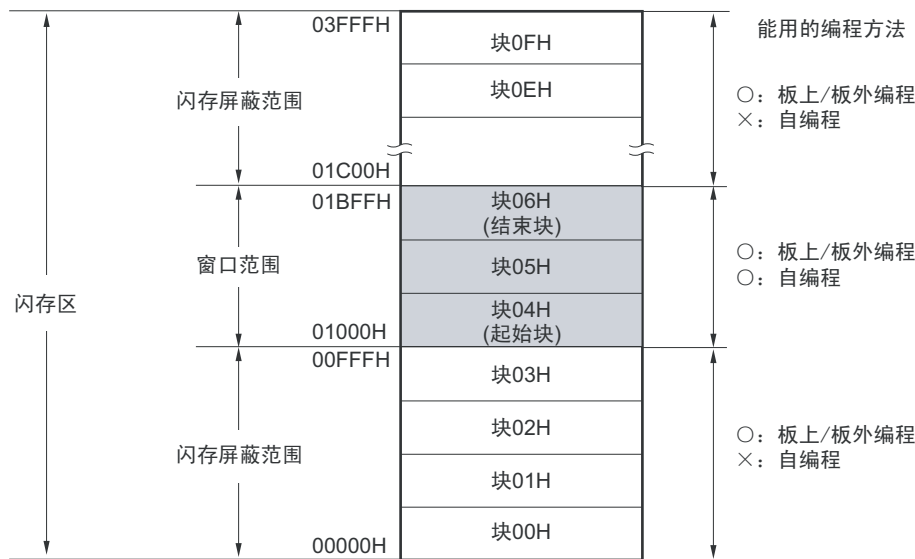 03FFFH
块0FH
能用的编程方法
闪存屏蔽范围
块0EH
○：板上/板外编程
×：自编程
01C00H
01BFFH
块06H
(结束块)
窗口范围
块05H
○：板上/板外编程
○：自编程
闪存区
01000H
块04H
(起始块)
00FFFH
块03H
块02H
闪存屏蔽范围
○：板上/板外编程
×：自编程
块01H
块00H
00000H